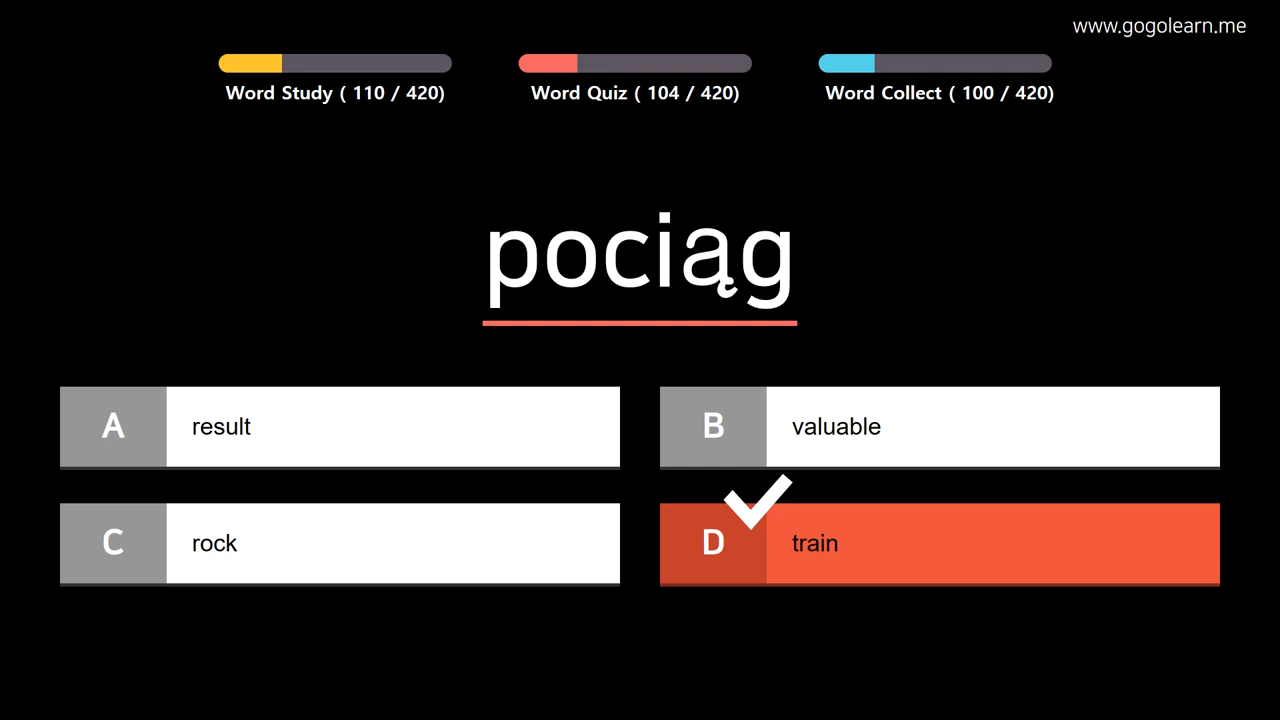 www.gogolearn.me
Word Study ( 110 / 420)
Word Quiz ( 104 / 420)
Word Collect ( 100 / 420)
pociąg
A result
B valuable
C rock
D train